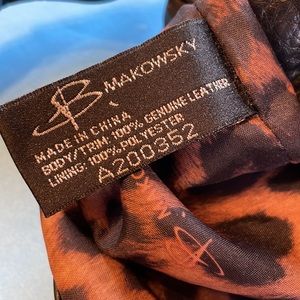 B. MAKOWSKY
MADE IN CHINA
BODY/TRIM: 100% GENUINE LEATHER
LINING: 100% POLYESTER
A200352
B